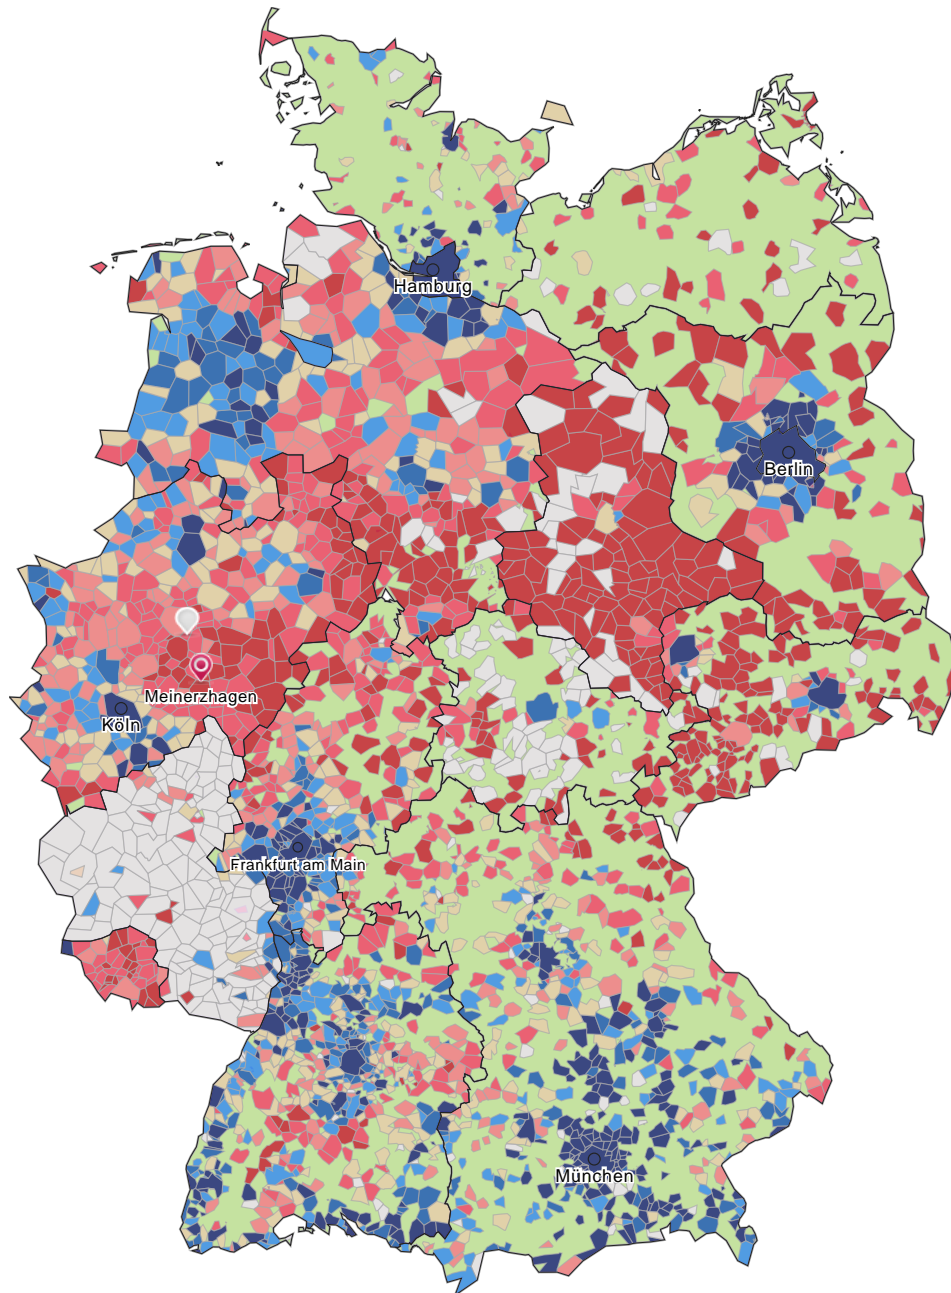 Hamburg
Berlin
Meinerzhagen
Köln
Frankfurt am Main
München